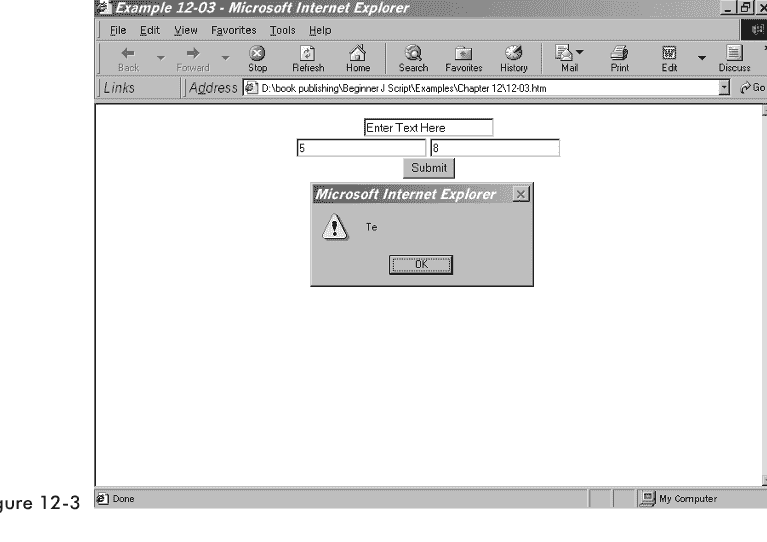 Example 12-03 - Microsoft Internet Explorer
File Edit View Favorites Tools Help
Back Forward Stop Refresh Home Search Favorites History Mail Print Edit Discuss
Links Address D:\book publishing\Beginner J Script\Examples\Chapter 12\12-03.htm Go
Enter Text Here
5 8
Submit
Microsoft Internet Explorer
Te
OK
gure 12-3
Done My Computer